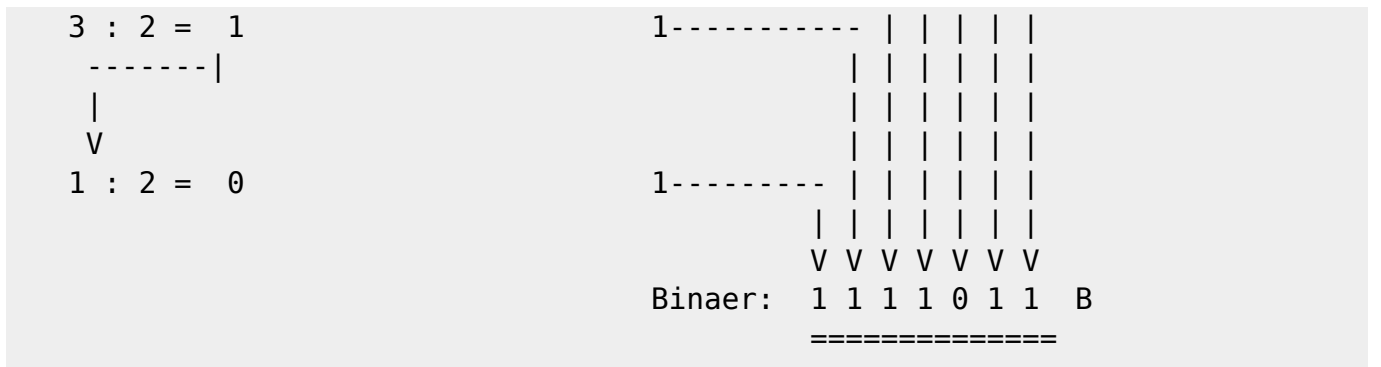 3 : 2 =  1                       1----------- | | | | |
 -------|                                   | | | | | |
 |                                          | | | | | |
 V                                          | | | | | |
1 : 2 =  0                       1--------- | | | | | |
                                          | | | | | | |
                                          V V V V V V V
                                 Binaer:  1 1 1 1 0 1 1  B
                                          ==============